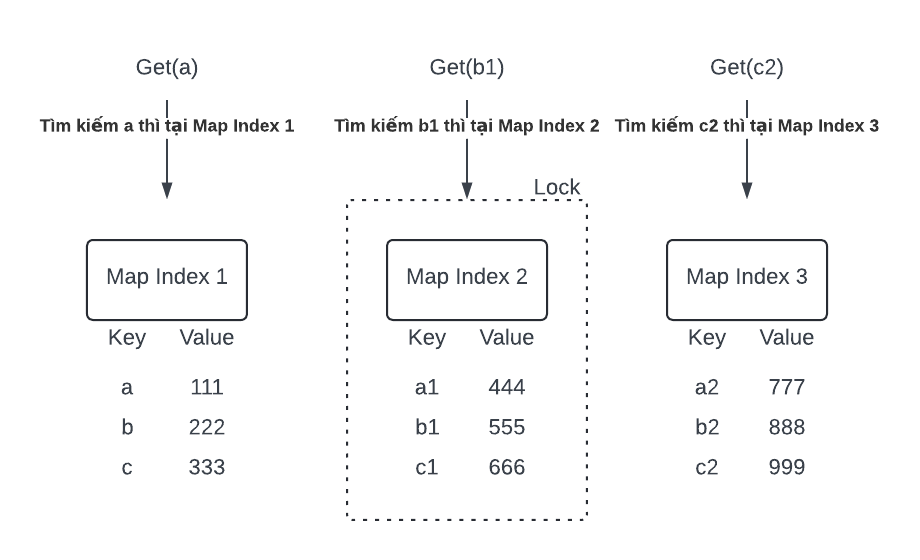 Get(a)
Get(b1)
Get(c2)
Tìm kiếm a thì tại Map Index 1
Tìm kiếm b1 thì tại Map Index 2
Tìm kiếm c2 thì tại Map Index 3
Lock
Map Index 1
Map Index 2
Map Index 3
Key Value
Key Value
Key Value
a 111
a1 444
a2 777
b 222
b1 555
b2 888
c 333
c1 666
c2 999